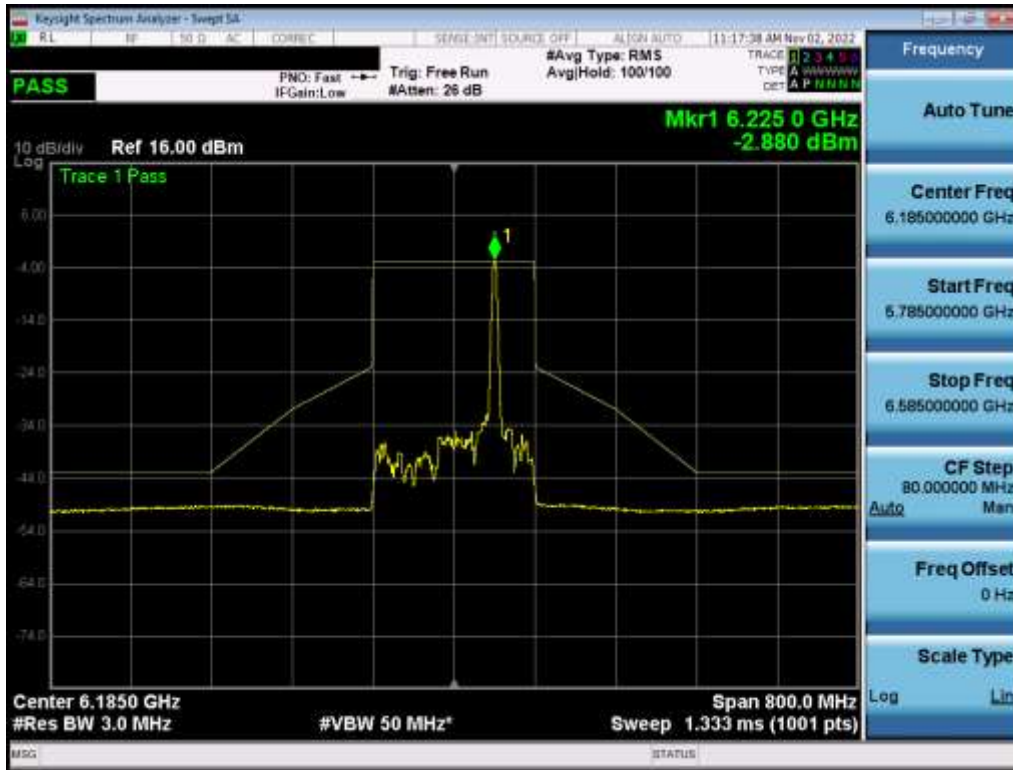 Keysight Spectrum Analyzer - Swept SA
RL RF 50 Ω AC CORREC SENSE:INT SOURCE OFF ALIGN AUTO 11:17:38 AM Nov 02, 2022
PASS
PNO: Fast
IFGain:Low
Trig: Free Run
#Atten: 26 dB
#Avg Type: RMS
Avg|Hold: 100/100
TRACE 1 2 3 4 5 6
TYPE A WWWWW
DET A P N N N N
Mkr1 6.225 0 GHz
-2.880 dBm
10 dB/div Ref 16.00 dBm
Log
Trace 1 Pass
1
6.00
-4.00
-14.0
-24.0
-34.0
-44.0
-54.0
-64.0
-74.0
Center 6.1850 GHz
Span 800.0 MHz
#Res BW 3.0 MHz
#VBW 50 MHz*
Sweep 1.333 ms (1001 pts)
MSG
STATUS
Frequency
Auto Tune
Center Freq
6.185000000 GHz
Start Freq
5.785000000 GHz
Stop Freq
6.585000000 GHz
CF Step
80.000000 MHz
Auto Man
Freq Offset
0 Hz
Scale Type
Log Lin